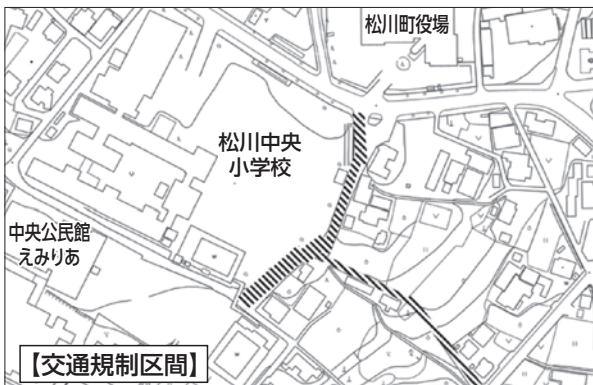 松川町役場
松川中央
小学校
中央公民館
えみりあ
【交通規制区間】